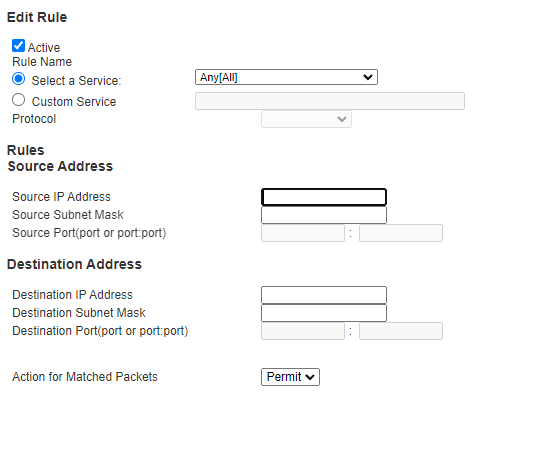 Edit Rule
Active
Rule Name
Select a Service: Any[All]
Custom Service
Protocol
Rules
Source Address
Source IP Address
Source Subnet Mask
Source Port(port or port:port) :
Destination Address
Destination IP Address
Destination Subnet Mask
Destination Port(port or port:port) :
Action for Matched Packets Permit